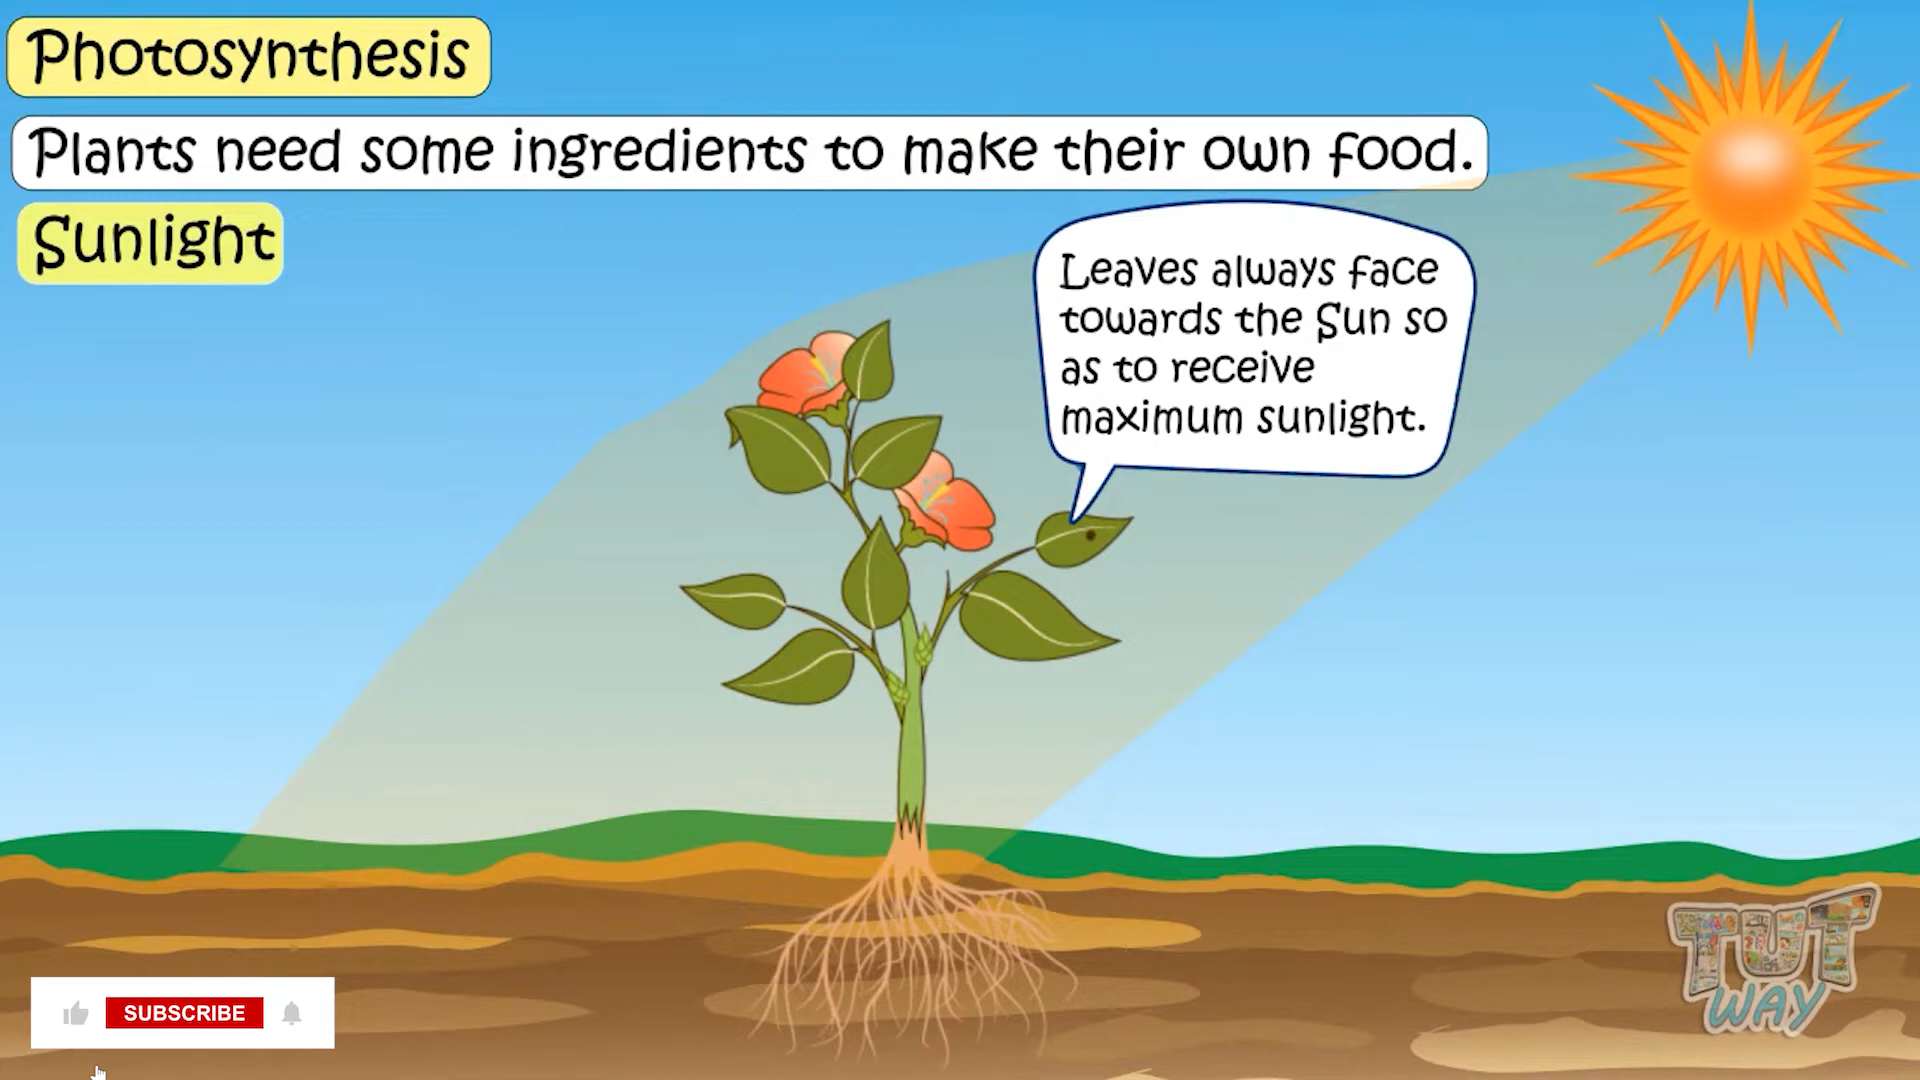 Photosynthesis
Plants need some ingredients to make their own food.
Sunlight
Leaves always face
towards the Sun so
as to receive
maximum sunlight.
SUBSCRIBE
TUT
WAY